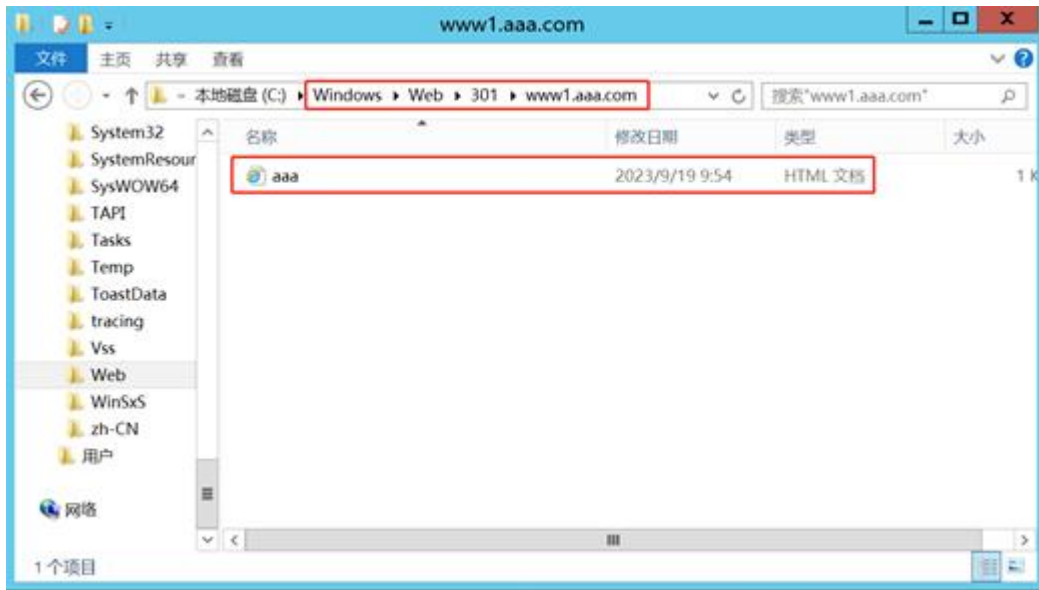 www1.aaa.com
文件 主页 共享 查看
本地磁盘 (C:) Windows Web 301 www1.aaa.com 搜索"www1.aaa.com"
System32
SystemResour
SysWOW64
TAPI
Tasks
Temp
ToastData
tracing
Vss
Web
WinSxS
zh-CN
用户
网络
名称 修改日期 类型 大小
aaa 2023/9/19 9:54 HTML 文档 1 K
1 个项目